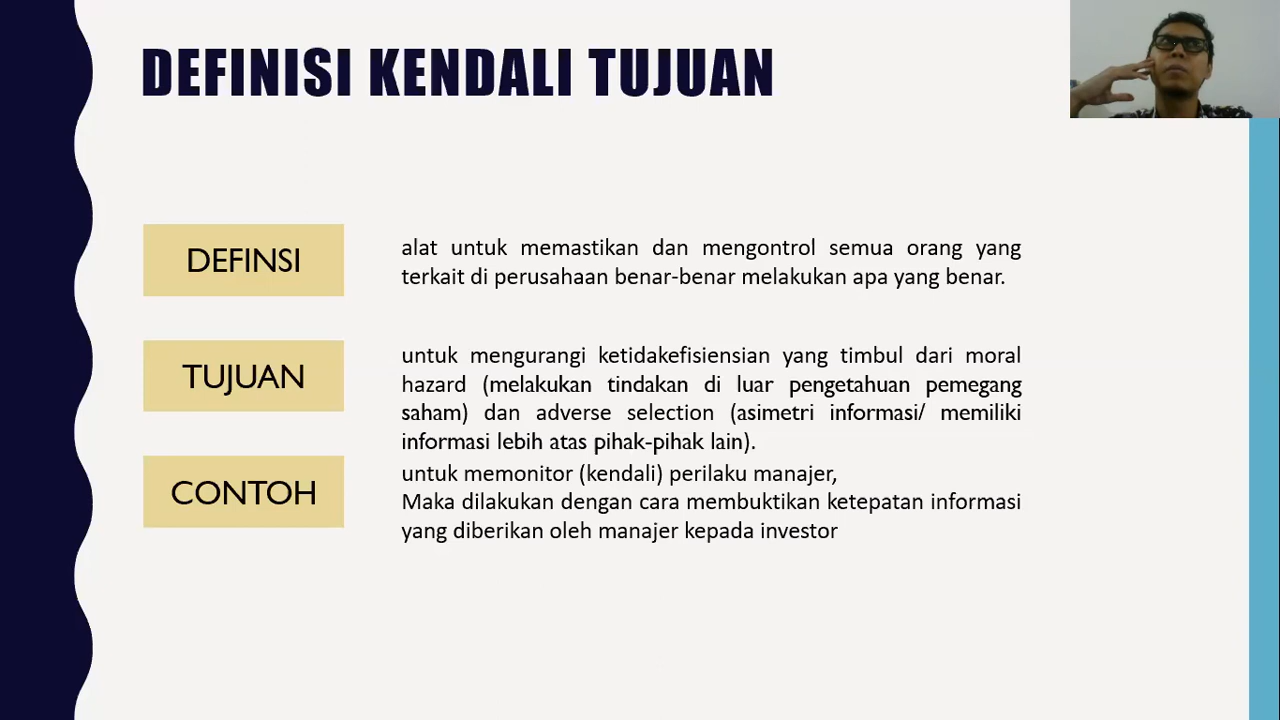 DEFINISI KENDALI TUJUAN
DEFINSI
alat untuk memastikan dan mengontrol semua orang yang
terkait di perusahaan benar-benar melakukan apa yang benar.
TUJUAN
untuk mengurangi ketidakefisiensian yang timbul dari moral
hazard (melakukan tindakan di luar pengetahuan pemegang
saham) dan adverse selection (asimetri informasi/ memiliki
informasi lebih atas pihak-pihak lain).
CONTOH
untuk memonitor (kendali) perilaku manajer,
Maka dilakukan dengan cara membuktikan ketepatan informasi
yang diberikan oleh manajer kepada investor